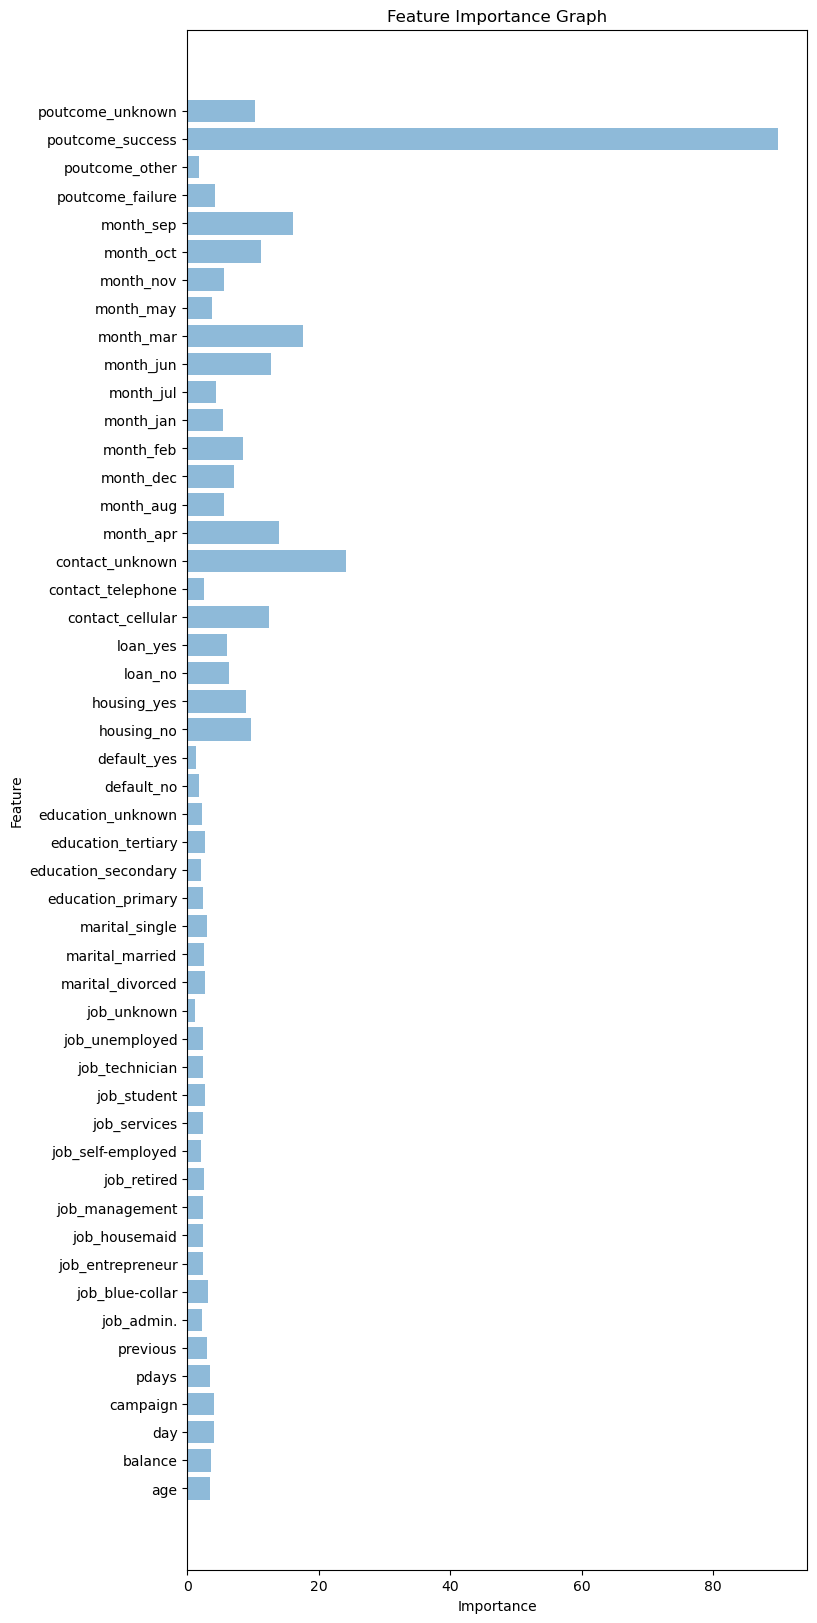 Feature Importance Graph
poutcome_unknown
poutcome_success
poutcome_other
poutcome_failure
month_sep
month_oct
month_nov
month_may
month_mar
month_jun
month_jul
month_jan
month_feb
month_dec
month_aug
month_apr
contact_unknown
contact_telephone
contact_cellular
loan_yes
loan_no
housing_yes
housing_no
default_yes
default_no
education_unknown
education_tertiary
education_secondary
education_primary
marital_single
marital_married
marital_divorced
job_unknown
job_unemployed
job_technician
job_student
job_services
job_self-employed
job_retired
job_management
job_housemaid
job_entrepreneur
job_blue-collar
job_admin.
previous
pdays
campaign
day
balance
age
Feature
0 20 40 60 80
Importance